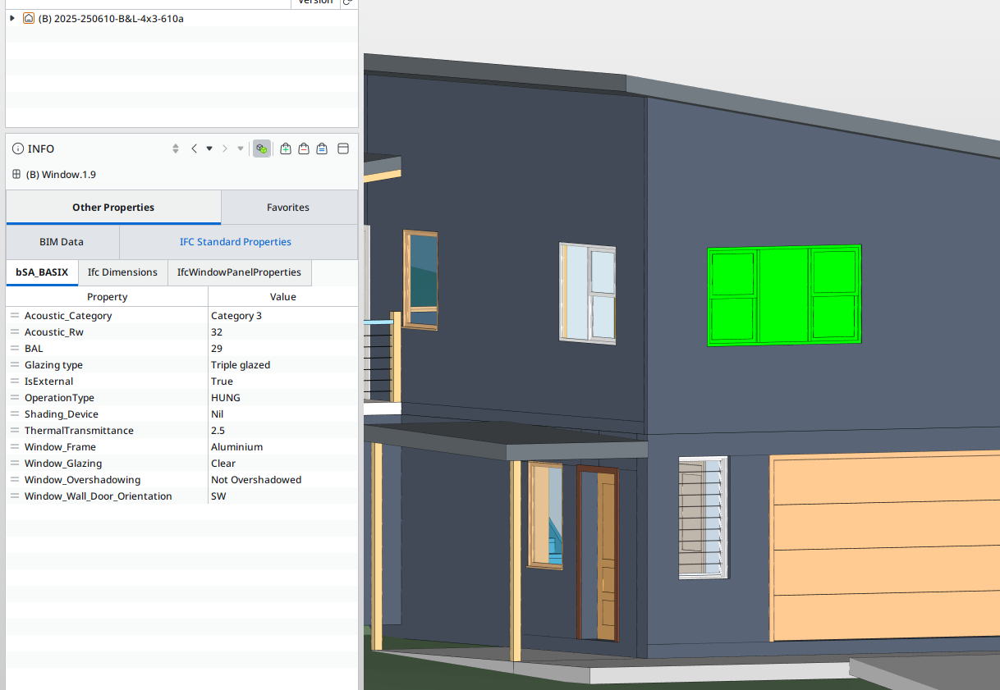 Version
(B) 2025-250610-B&L-4x3-610a
INFO
(B) Window.1.9
Other Properties Favorites
BIM Data IFC Standard Properties
bSA_BASIX Ifc Dimensions IfcWindowPanelProperties
Property Value
Acoustic_Category Category 3
Acoustic_Rw 32
BAL 29
Glazing type Triple glazed
IsExternal True
OperationType HUNG
Shading_Device Nil
ThermalTransmittance 2.5
Window_Frame Aluminium
Window_Glazing Clear
Window_Overshadowing Not Overshadowed
Window_Wall_Door_Orientation SW